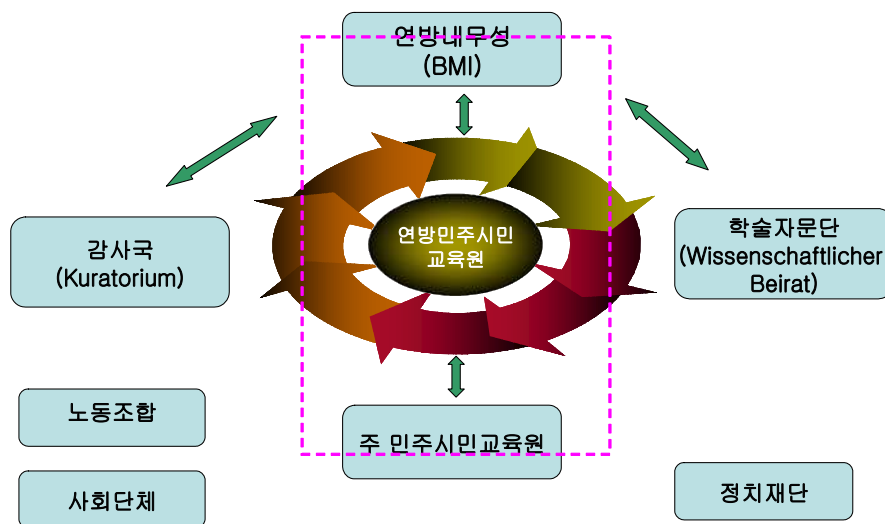 연방내무성
(BMI)
연방민주시민
교육원
감사국
(Kuratorium)
학술자문단
(Wissenschaftlicher
Beirat)
노동조합
주 민주시민교육원
사회단체
정치재단